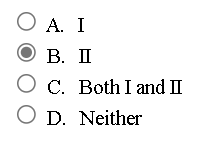 A. I
B. II
C. Both I and II
D. Neither